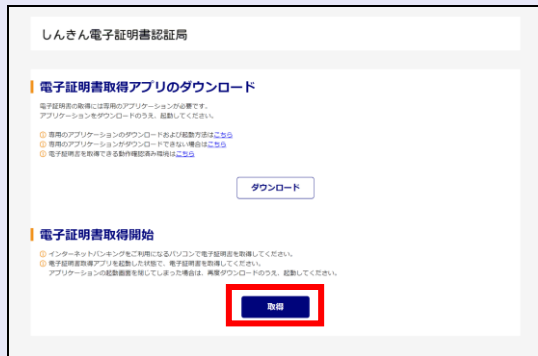 しんきん電子証明書認証局
電子証明書取得アプリのダウンロード
電子証明書の取得には専用のアプリケーションが必要です。
アプリケーションをダウンロードのうえ、起動してください。
専用のアプリケーションのダウンロードおよび起動方法はこちら
専用のアプリケーションがダウンロードできない場合はこちら
電子証明書を取得できる動作確認済み環境はこちら
ダウンロード
電子証明書取得開始
インターネットバンキングをご利用になるパソコンで電子証明書を取得してください。
電子証明書取得アプリを起動した状態で、電子証明書を取得してください。
アプリケーションの起動画面を閉じてしまった場合は、再度ダウンロードのうえ、起動してください。
取得